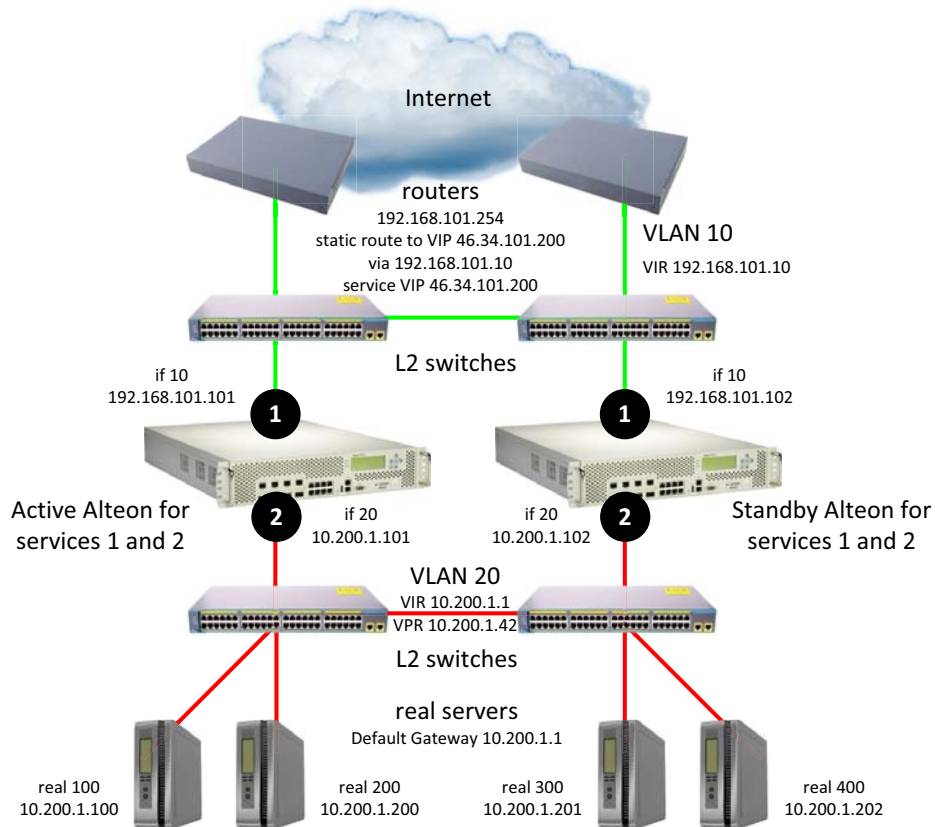 Internet
routers
192.168.101.254
static route to VIP 46.34.101.200
via 192.168.101.10
service VIP 46.34.101.200
VLAN 10
VIR 192.168.101.10
L2 switches
if 10
192.168.101.101
if 10
192.168.101.102
1
1
Active Alteon for
services 1 and 2
2
if 20
10.200.1.101
if 20
10.200.1.102
2
Standby Alteon for
services 1 and 2
VLAN 20
VIR 10.200.1.1
VPR 10.200.1.42
L2 switches
real servers
Default Gateway 10.200.1.1
real 100
10.200.1.100
real 200
10.200.1.200
real 300
10.200.1.201
real 400
10.200.1.202